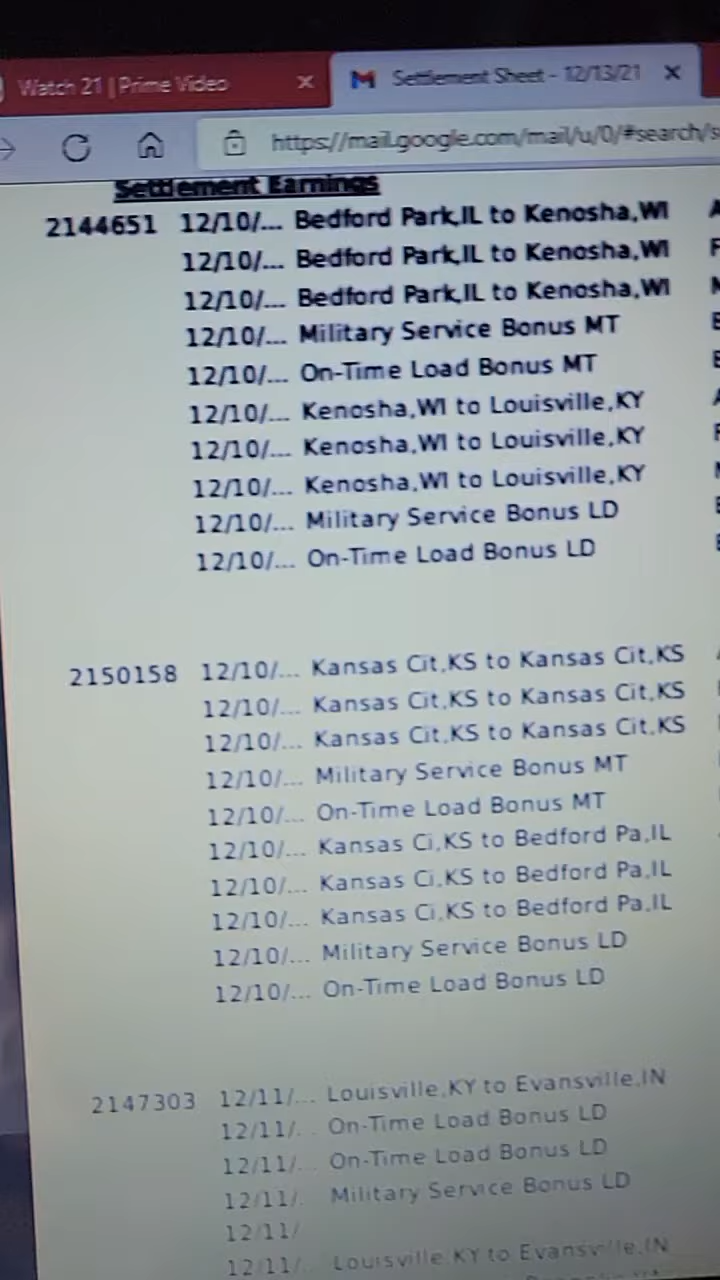 Watch 21 | Prime Video
Settlement Sheet - 12/13/21
https://mail.google.com/mail/u/0/#search/s
Settlement Earnings
2144651 12/10/... Bedford Park,IL to Kenosha,WI
12/10/... Bedford Park,IL to Kenosha,WI
12/10/... Bedford Park,IL to Kenosha,WI
12/10/... Military Service Bonus MT
12/10/... On-Time Load Bonus MT
12/10/... Kenosha,WI to Louisville,KY
12/10/... Kenosha,WI to Louisville,KY
12/10/... Kenosha,WI to Louisville,KY
12/10/... Military Service Bonus LD
12/10/... On-Time Load Bonus LD
2150158 12/10/... Kansas Cit,KS to Kansas Cit,KS
12/10/... Kansas Cit,KS to Kansas Cit,KS
12/10/... Kansas Cit,KS to Kansas Cit,KS
12/10/... Military Service Bonus MT
12/10/... On-Time Load Bonus MT
12/10/... Kansas Ci,KS to Bedford Pa,IL
12/10/... Kansas Ci,KS to Bedford Pa,IL
12/10/... Kansas Ci,KS to Bedford Pa,IL
12/10/... Military Service Bonus LD
12/10/... On-Time Load Bonus LD
2147303 12/11/... Louisville,KY to Evansville,IN
12/11/... On-Time Load Bonus LD
12/11/... On-Time Load Bonus LD
12/11/ Military Service Bonus LD
12/11/
12/11/... Louisville,KY to Evansville,IN